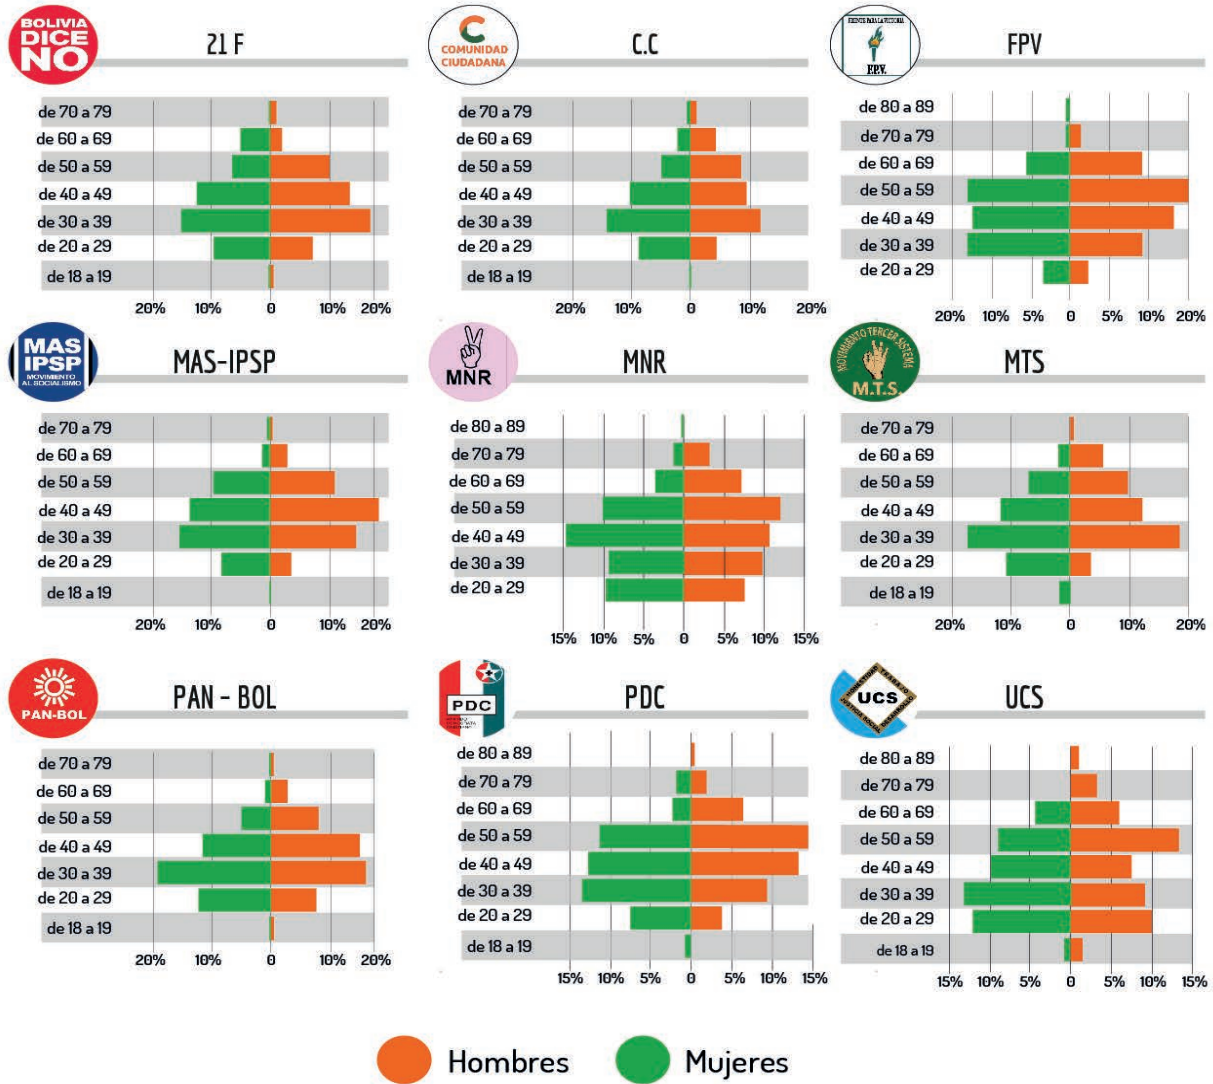 BOLIVIA
DICE
NO
21 F
de 70 a 79
de 60 a 69
de 50 a 59
de 40 a 49
de 30 a 39
de 20 a 29
de 18 a 19
20% 10% 0 10% 20%
COMUNIDAD
CIUDADANA
C.C
de 70 a 79
de 60 a 69
de 50 a 59
de 40 a 49
de 30 a 39
de 20 a 29
de 18 a 19
20% 10% 0 10% 20%
FRENTE PARA LA VICTORIA
F.P.V.
FPV
de 80 a 89
de 70 a 79
de 60 a 69
de 50 a 59
de 40 a 49
de 30 a 39
de 20 a 29
20% 10% 5% 0 5% 10% 20%
MAS
IPSP
MOVIMIENTO
AL SOCIALISMO
MAS-IPSP
de 70 a 79
de 60 a 69
de 50 a 59
de 40 a 49
de 30 a 39
de 20 a 29
de 18 a 19
20% 10% 0 10% 20%
MNR
MNR
de 80 a 89
de 70 a 79
de 60 a 69
de 50 a 59
de 40 a 49
de 30 a 39
de 20 a 29
15% 10% 5% 0 5% 10% 15%
MOVIMIENTO TERCER SISTEMA
M.T.S.
MTS
de 70 a 79
de 60 a 69
de 50 a 59
de 40 a 49
de 30 a 39
de 20 a 29
de 18 a 19
20% 10% 0 10% 20%
PAN-BOL
PAN - BOL
de 70 a 79
de 60 a 69
de 50 a 59
de 40 a 49
de 30 a 39
de 20 a 29
de 18 a 19
20% 10% 0 10% 20%
PDC
PDC
de 80 a 89
de 70 a 79
de 60 a 69
de 50 a 59
de 40 a 49
de 30 a 39
de 20 a 29
de 18 a 19
15% 10% 5% 0 5% 10% 15%
UCS
TRABAJO
DESARROLLO
JUSTICIA SOCIAL
UCS
de 80 a 89
de 70 a 79
de 60 a 69
de 50 a 59
de 40 a 49
de 30 a 39
de 20 a 29
de 18 a 19
15% 10% 5% 0 5% 10% 15%
Hombres Mujeres